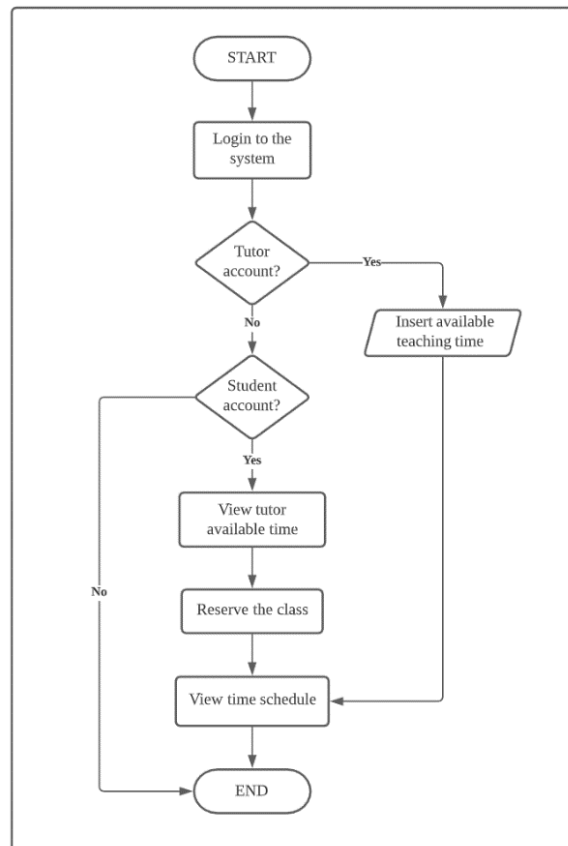 START
Login to the
system
Tutor
account?
Yes
Insert available
teaching time
No
Student
account?
Yes
View tutor
available time
No
Reserve the class
View time schedule
END